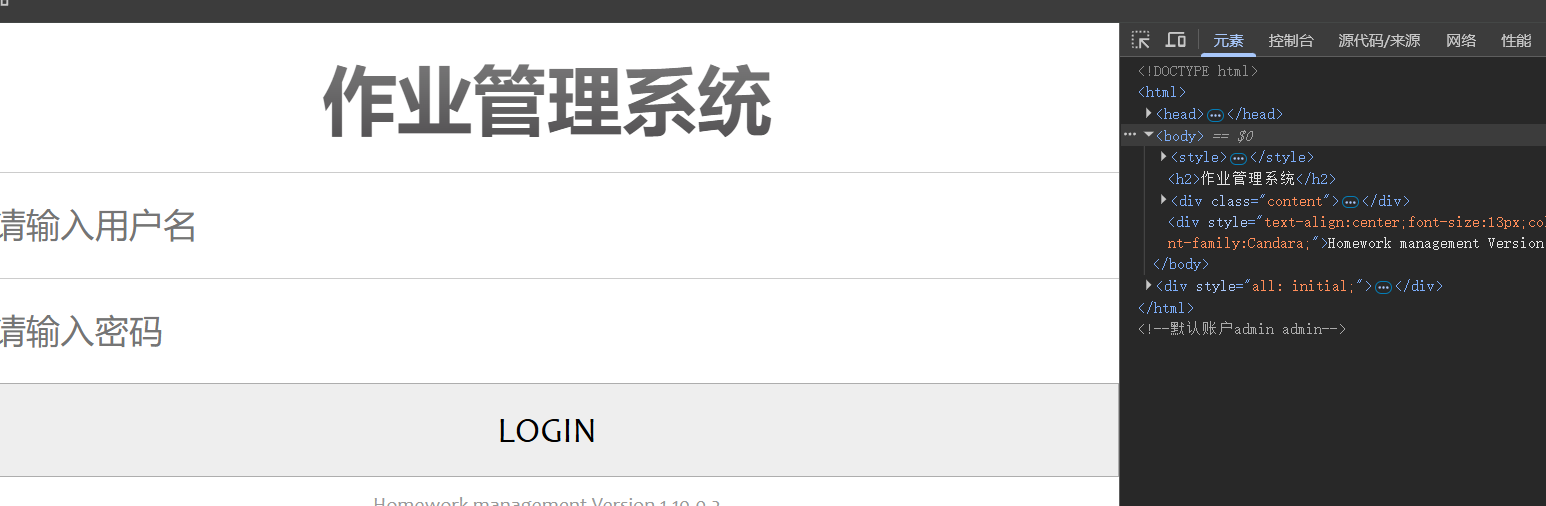 作业管理系统
请输入用户名
请输入密码
LOGIN
Homework management Version 1.10.0.2
元素 控制台 源代码/来源 网络 性能
<!DOCTYPE html>
<html>
<head>…</head>
<body> == $0
<style>…</style>
<h2>作业管理系统</h2>
<div class="content">…</div>
<div style="text-align:center;font-size:13px;col
nt-family:Candara;">Homework management Version
</body>
<div style="all: initial;">…</div>
</html>
<!--默认账户admin admin-->